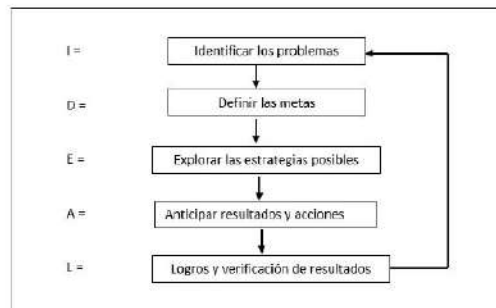 I = Identificar los problemas
D = Definir las metas
E = Explorar las estrategias posibles
A = Anticipar resultados y acciones
L = Logros y verificación de resultados